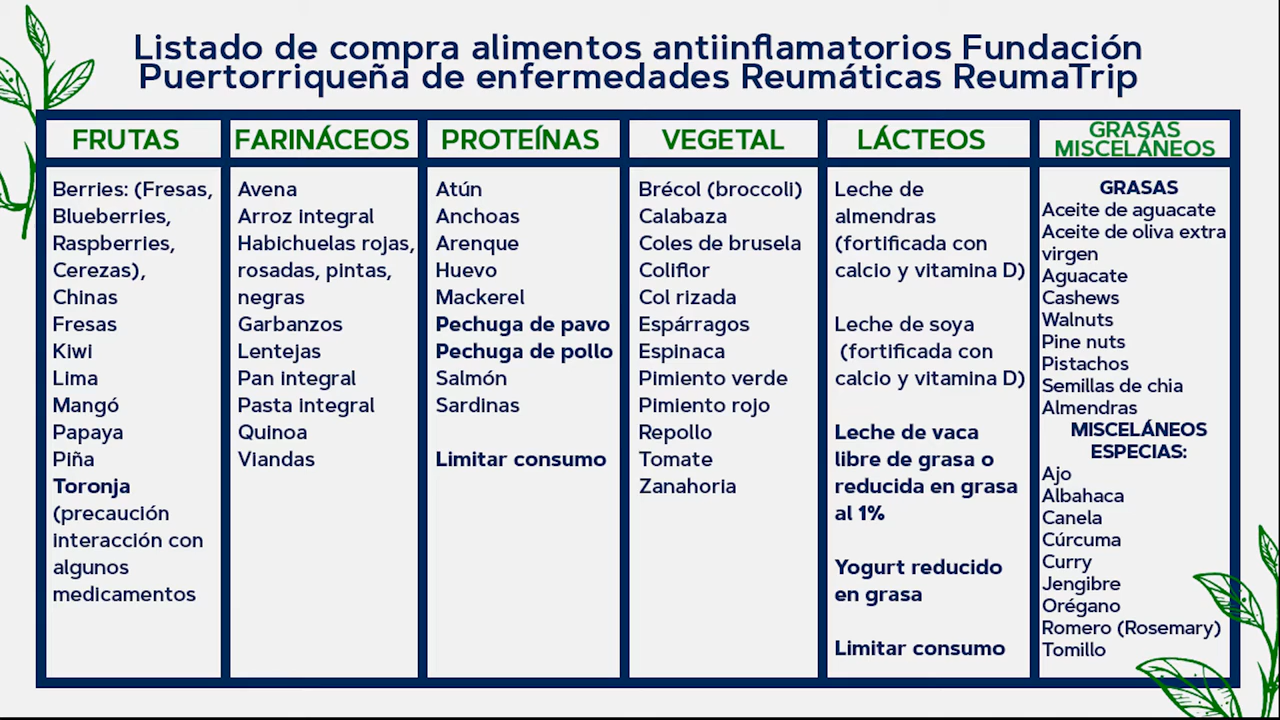 Listado de compra alimentos antiinflamatorios Fundación
Puertorriqueña de enfermedades Reumáticas ReumaTrip
FRUTAS
Berries: (Fresas,
Blueberries,
Raspberries,
Cerezas),
Chinas
Fresas
Kiwi
Lima
Mangó
Papaya
Piña
Toronja
(precaución
interacción con
algunos
medicamentos
FARINÁCEOS
Avena
Arroz integral
Habichuelas rojas,
rosadas, pintas,
negras
Garbanzos
Lentejas
Pan integral
Pasta integral
Quinoa
Viandas
PROTEÍNAS
Atún
Anchoas
Arenque
Huevo
Mackerel
Pechuga de pavo
Pechuga de pollo
Salmón
Sardinas
Limitar consumo
VEGETAL
Brécol (broccoli)
Calabaza
Coles de brusela
Coliflor
Col rizada
Espárragos
Espinaca
Pimiento verde
Pimiento rojo
Repollo
Tomate
Zanahoria
LÁCTEOS
Leche de
almendras
(fortificada con
calcio y vitamina D)
Leche de soya
(fortificada con
calcio y vitamina D)
Leche de vaca
libre de grasa o
reducida en grasa
al 1%
Yogurt reducido
en grasa
Limitar consumo
GRASAS
MISCELÁNEOS
GRASAS
Aceite de aguacate
Aceite de oliva extra
virgen
Aguacate
Cashews
Walnuts
Pine nuts
Pistachos
Semillas de chia
Almendras
MISCELÁNEOS
ESPECIAS:
Ajo
Albahaca
Canela
Cúrcuma
Curry
Jengibre
Orégano
Romero (Rosemary)
Tomillo